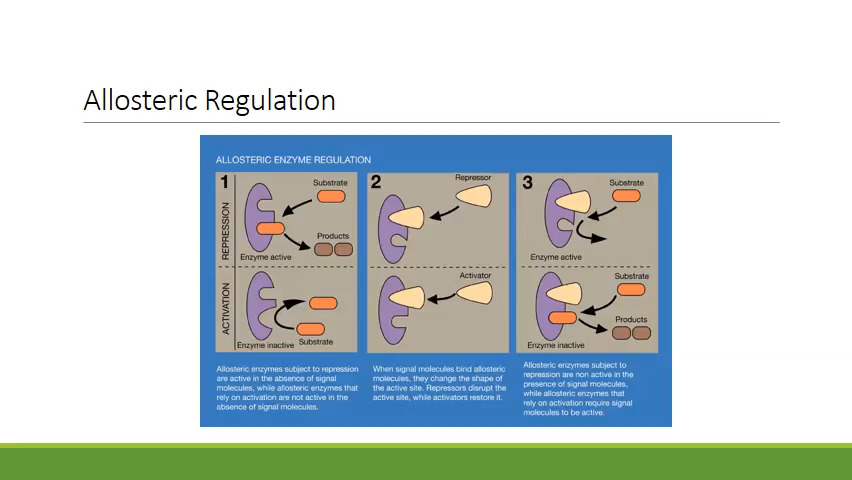 Allosteric Regulation
ALLOSTERIC ENZYME REGULATION
1
REPRESSION
Substrate
Products
Enzyme active
ACTIVATION
Enzyme inactive
Substrate
Allosteric enzymes subject to repression
are active in the absence of signal
molecules, while allosteric enzymes that
rely on activation are not active in the
absence of signal molecules.
2
Repressor
Activator
When signal molecules bind allosteric
molecules, they change the shape of
the active site. Repressors disrupt the
active site, while activators restore it.
3
Substrate
Enzyme active
Substrate
Products
Enzyme inactive
Allosteric enzymes subject to
repression are non active in the
presence of signal molecules,
while allosteric enzymes that
rely on activation require signal
molecules to be active.